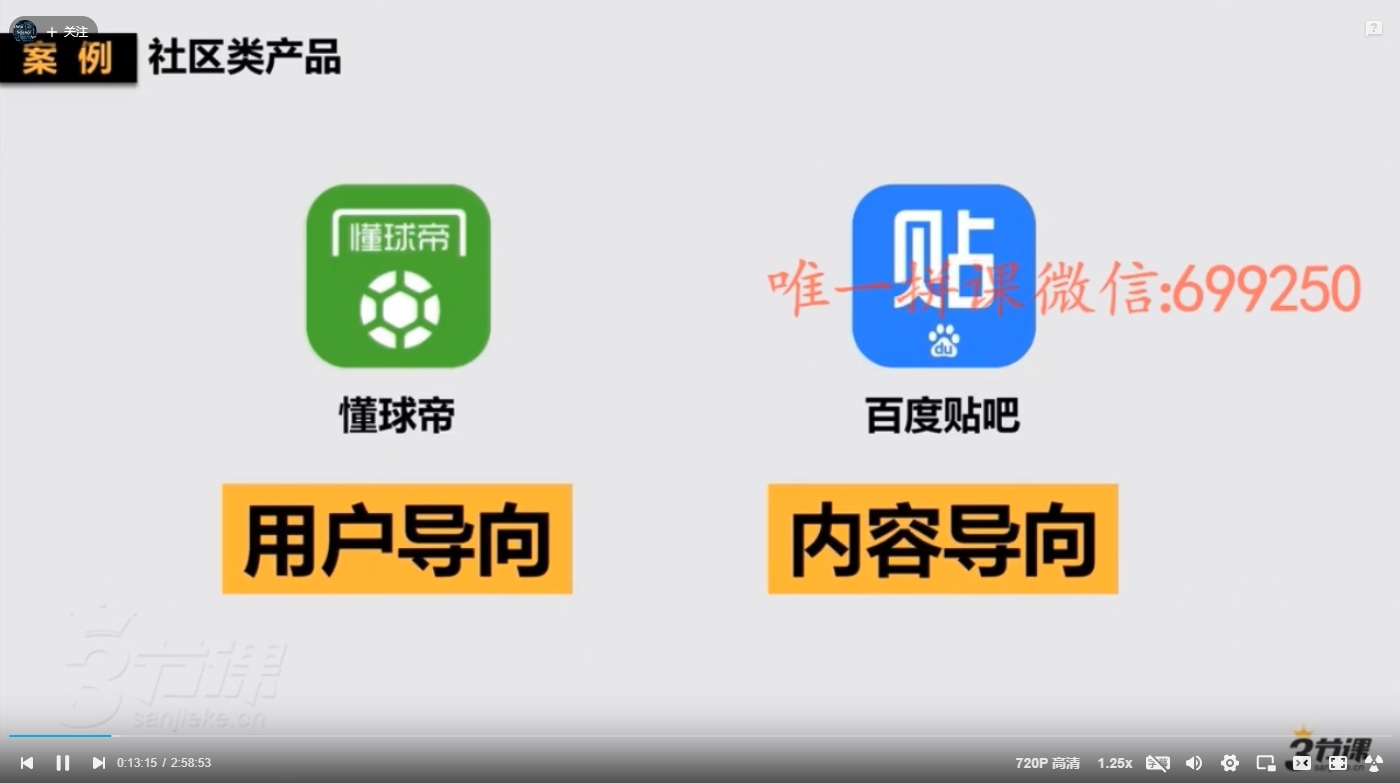 + 关注
案 例 社区类产品
懂球帝
贴
du
唯一拼课微信:699250
懂球帝
百度贴吧
用户导向
内容导向
3节课
sanjieke.cn
3节课
0:13:15 / 2:58:53
720P 高清
1.25x